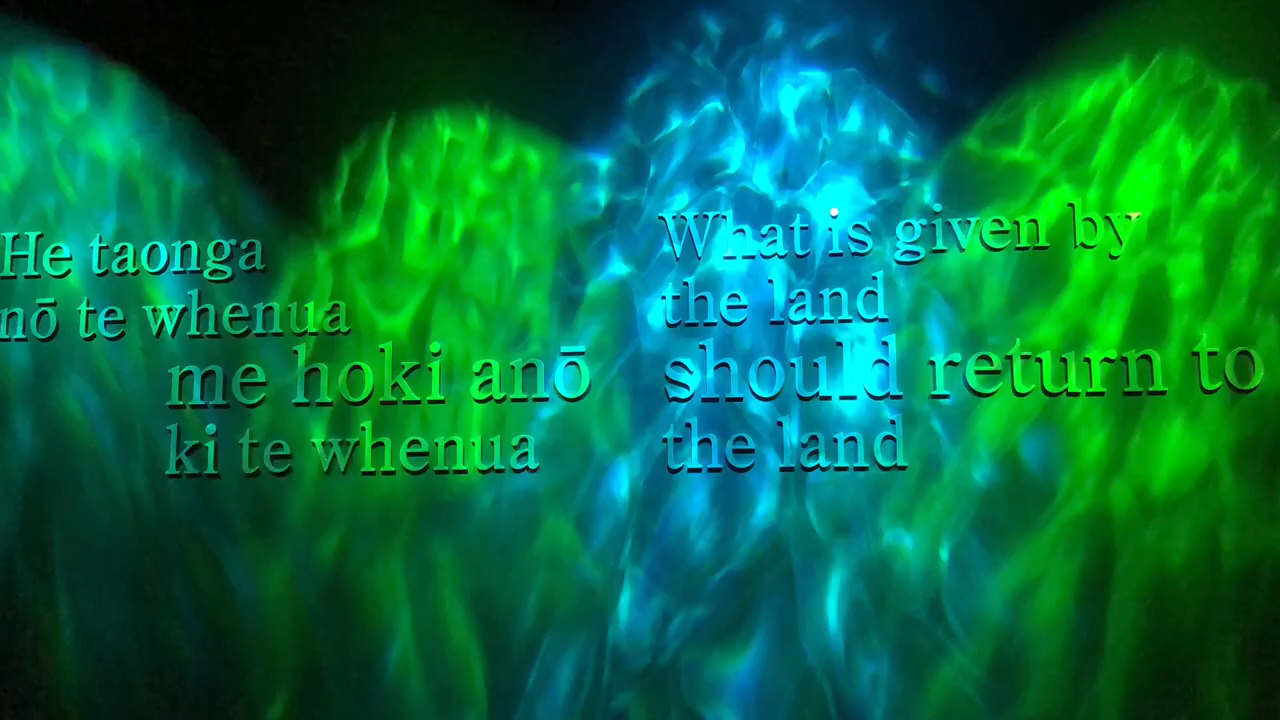 He taonga
nō te whenua
me hoki anō
ki te whenua
What is given by
the land
should return to
the land